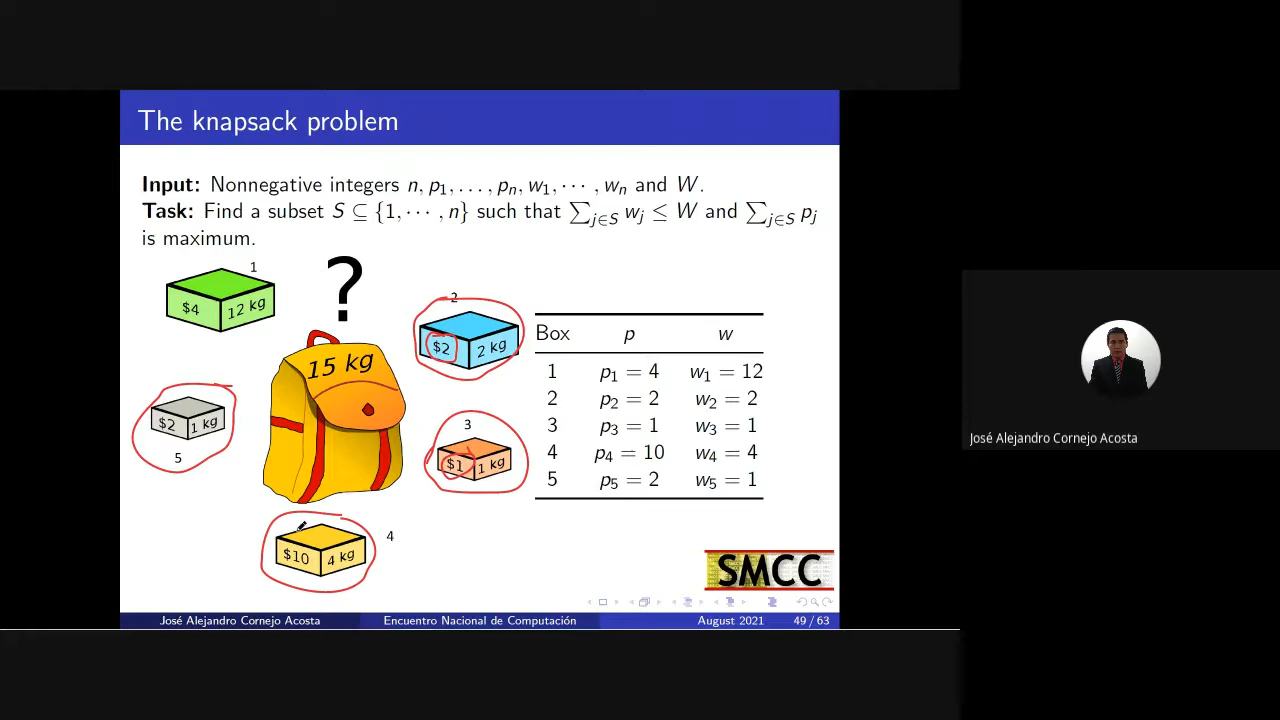 The knapsack problem
Input: Nonnegative integers n, p1, . . . , pn, w1, · · · , wn and W.
Task: Find a subset S ⊆ {1, · · · , n} such that ∑j∈S wj ≤ W and ∑j∈S pj
is maximum.
1
$4 12 kg
?
2
$2 2 kg
15 kg
$2 1 kg
5
3
$1 1 kg
4
$10 4 kg
Box p w
1 p1 = 4 w1 = 12
2 p2 = 2 w2 = 2
3 p3 = 1 w3 = 1
4 p4 = 10 w4 = 4
5 p5 = 2 w5 = 1
SMCC
José Alejandro Cornejo Acosta Encuentro Nacional de Computación August 2021 49 / 63
José Alejandro Cornejo Acosta